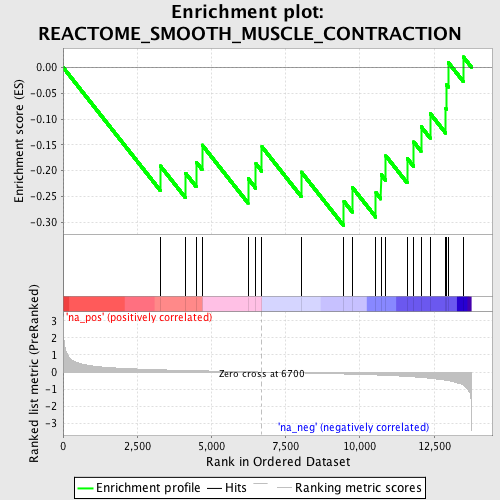 Enrichment plot:
REACTOME_SMOOTH_MUSCLE_CONTRACTION
Enrichment score (ES)
0.00
-0.05
-0.10
-0.15
-0.20
-0.25
-0.30
'na_pos' (positively correlated)
Ranked list metric (PreRanked)
3
2
1
0
-1
-2
-3
Zero cross at 6700
'na_neg' (negatively correlated)
0
2,500
5,000
7,500
10,000
12,500
Rank in Ordered Dataset
Enrichment profile
Hits
Ranking metric scores